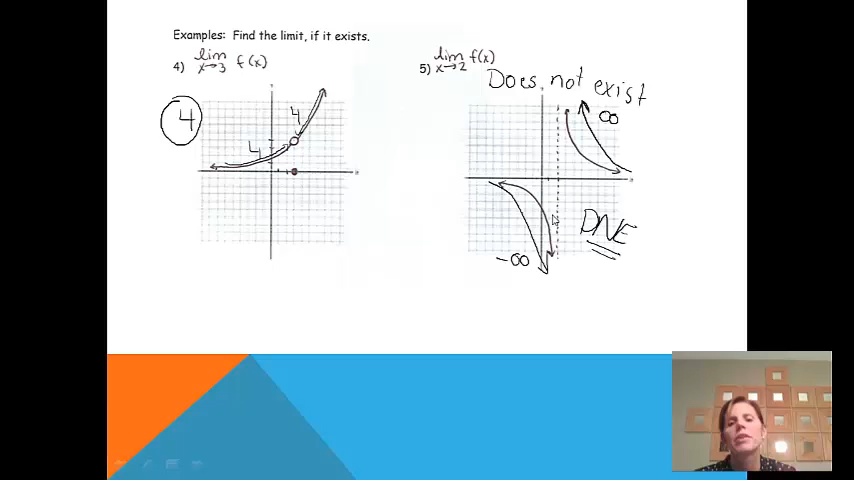 Examples: Find the limit, if it exists.
4) lim x→3 f(x)
4
4
4
5) lim x→2 f(x)
Does not exist
∞
DNE
-∞